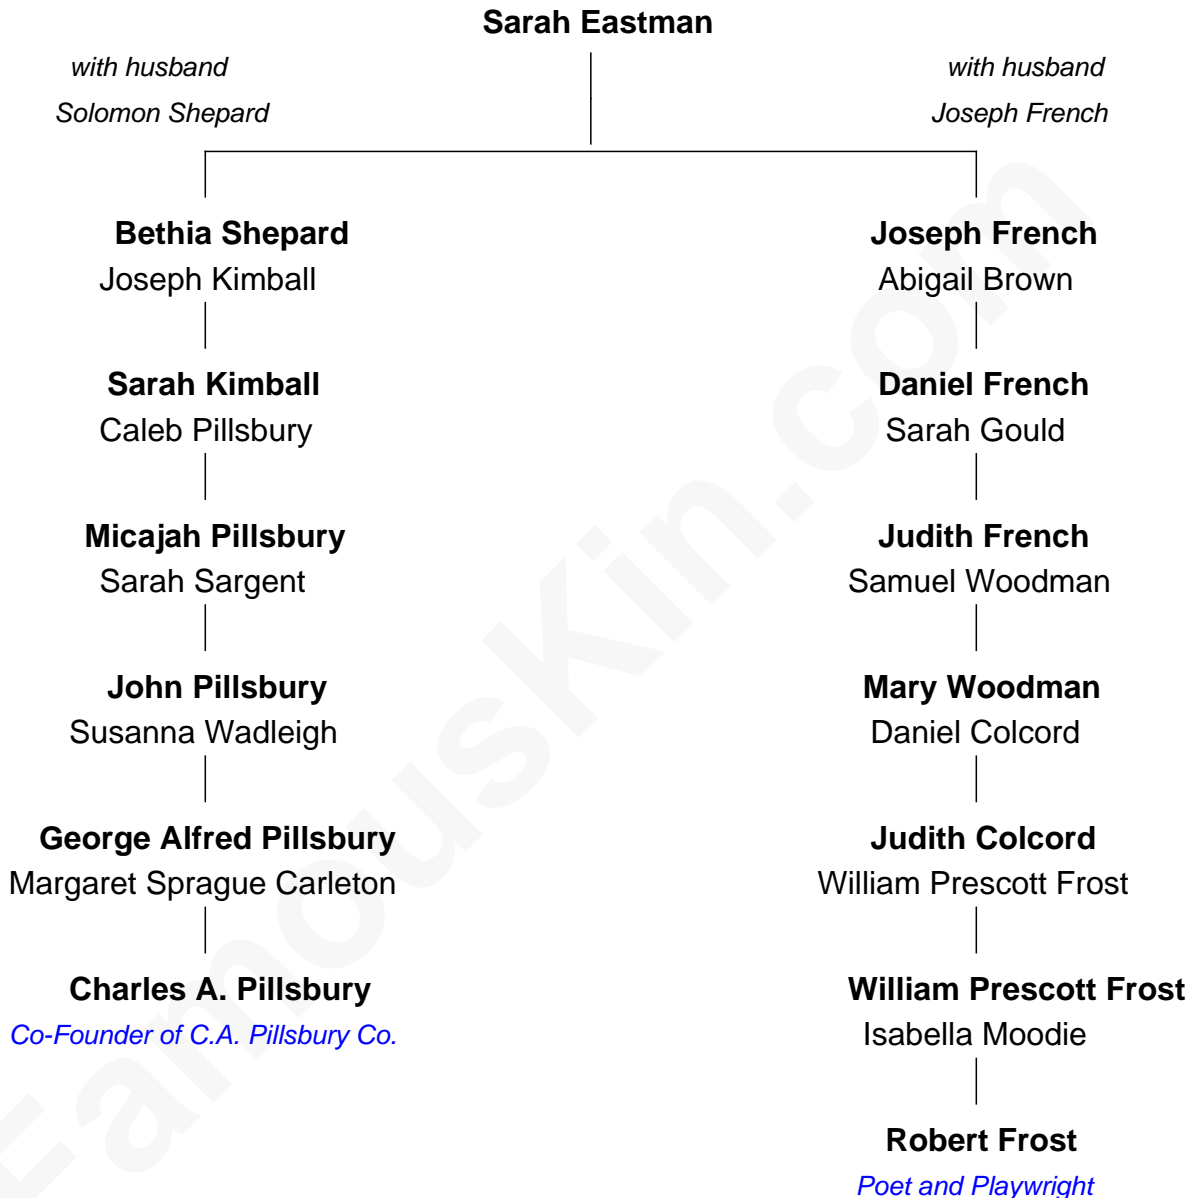 Sarah Eastman
with husband
Solomon Shepard
with husband
Joseph French
Bethia Shepard
Joseph Kimball
Joseph French
Abigail Brown
Sarah Kimball
Caleb Pillsbury
Daniel French
Sarah Gould
Micajah Pillsbury
Sarah Sargent
Judith French
Samuel Woodman
John Pillsbury
Susanna Wadleigh
Mary Woodman
Daniel Colcord
George Alfred Pillsbury
Margaret Sprague Carleton
Judith Colcord
William Prescott Frost
Charles A. Pillsbury
Co-Founder of C.A. Pillsbury Co.
William Prescott Frost
Isabella Moodie
Robert Frost
Poet and Playwright
FamousKin.com